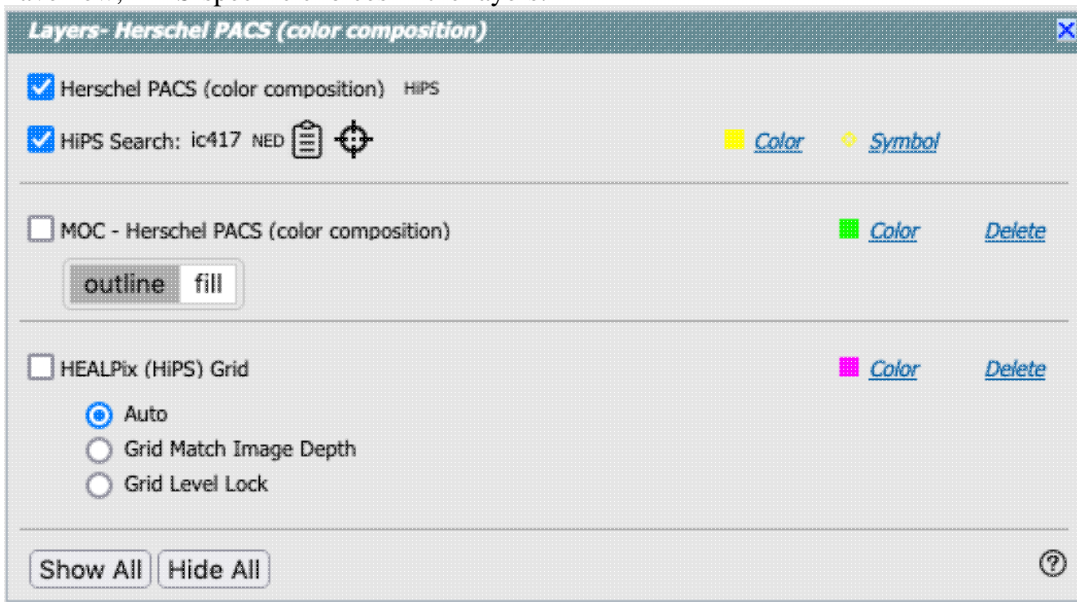 Layers- Herschel PACS (color composition)
Herschel PACS (color composition) HiPS
HiPS Search: ic417 NED Color Symbol
MOC - Herschel PACS (color composition) Color Delete
outline fill
HEALPix (HiPS) Grid Color Delete
Auto
Grid Match Image Depth
Grid Level Lock
Show All Hide All